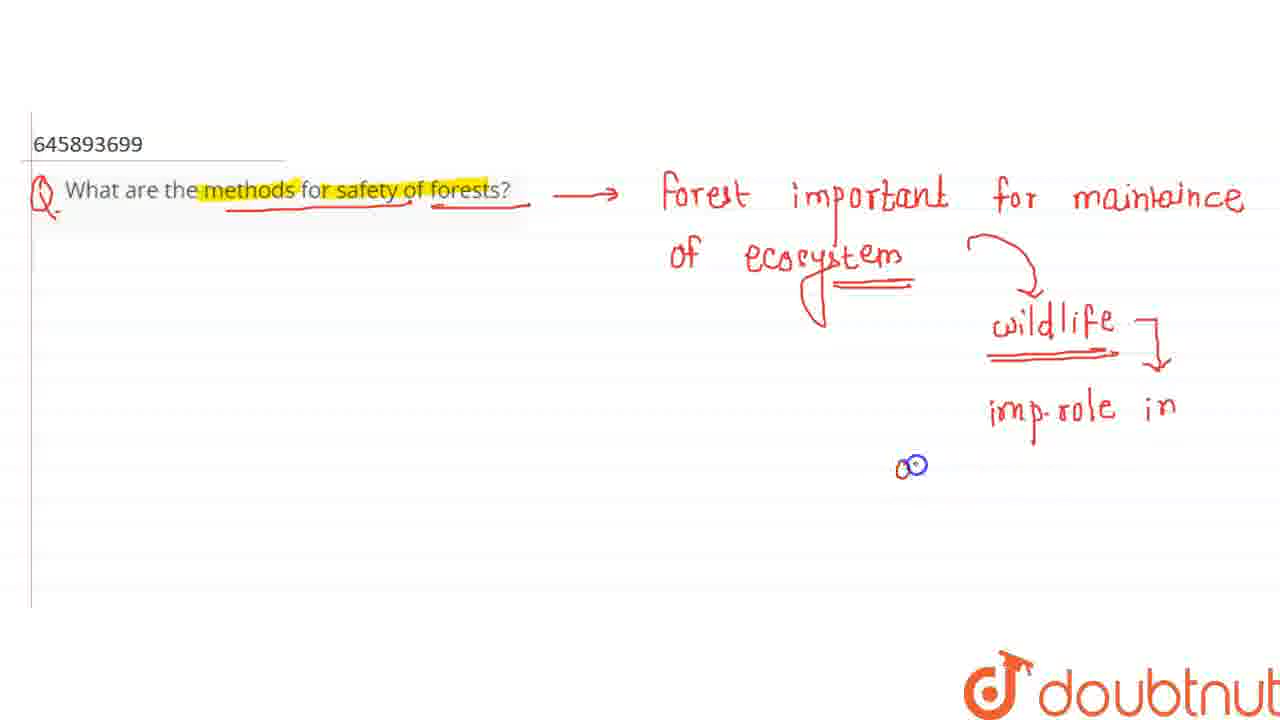 645893699
Q. What are the methods for safety of forests? → forest important for maintaince
of ecosystem
wildlife
imp. role in
doubtnut